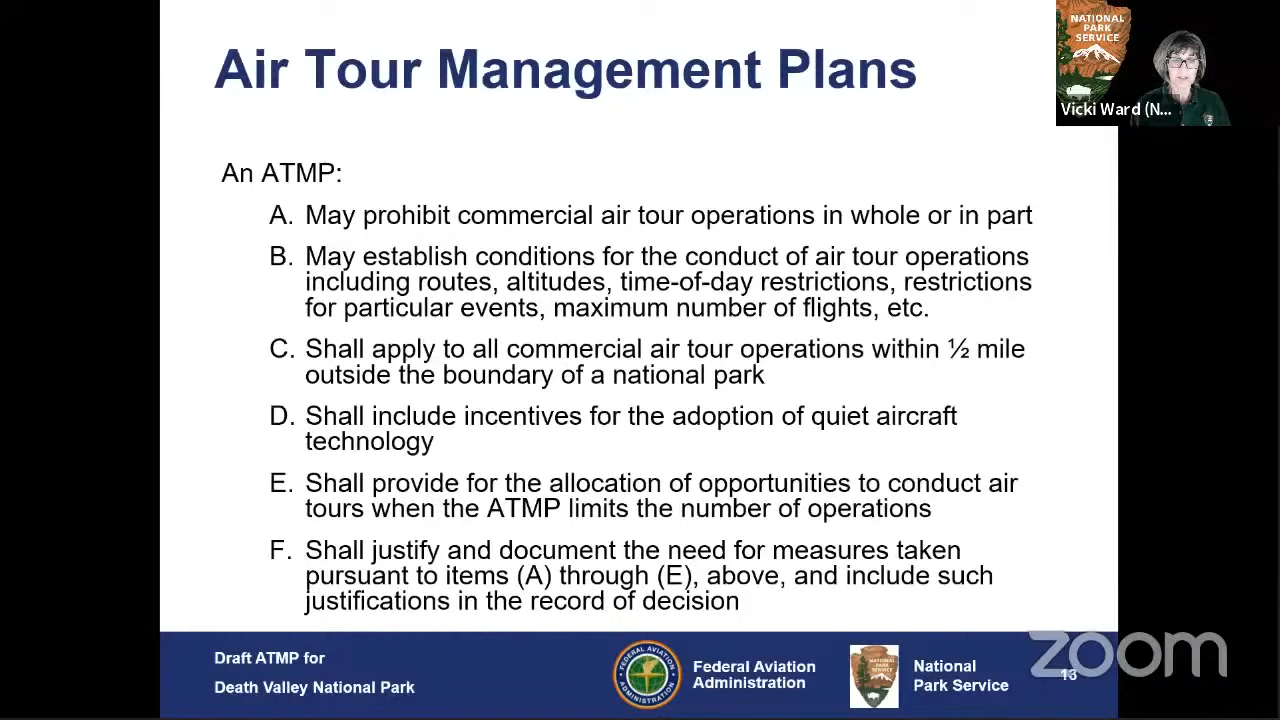 Air Tour Management Plans
NATIONAL
PARK
SERVICE
Vicki Ward (N...
An ATMP:
A. May prohibit commercial air tour operations in whole or in part
B. May establish conditions for the conduct of air tour operations
including routes, altitudes, time-of-day restrictions, restrictions
for particular events, maximum number of flights, etc.
C. Shall apply to all commercial air tour operations within ½ mile
outside the boundary of a national park
D. Shall include incentives for the adoption of quiet aircraft
technology
E. Shall provide for the allocation of opportunities to conduct air
tours when the ATMP limits the number of operations
F. Shall justify and document the need for measures taken
pursuant to items (A) through (E), above, and include such
justifications in the record of decision
Draft ATMP for
Death Valley National Park
FEDERAL AVIATION
ADMINISTRATION
Federal Aviation
Administration
NATIONAL
PARK
SERVICE
National
Park Service
13
zoom